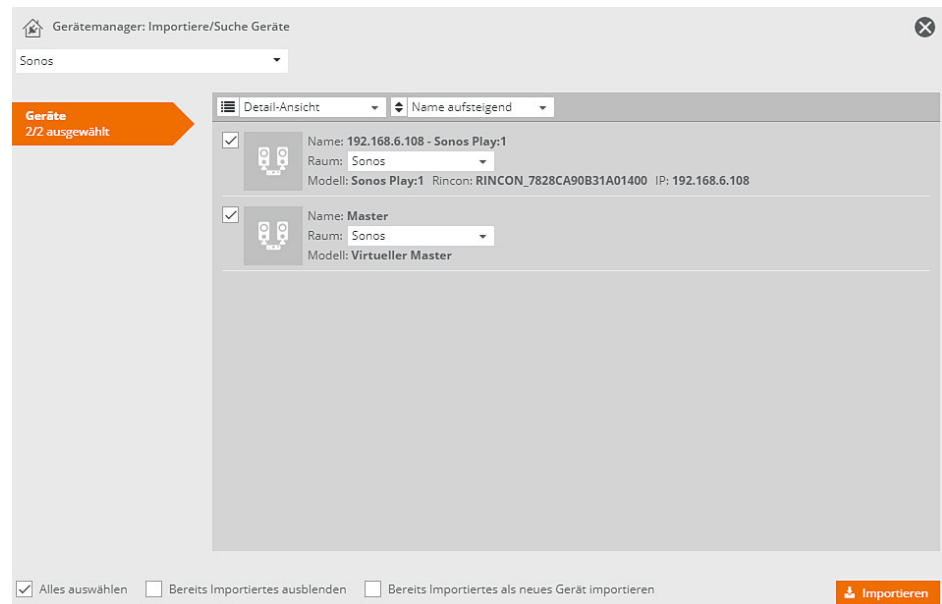 Gerätemanager: Importiere/Suche Geräte
Sonos
Geräte
2/2 ausgewählt
Detail-Ansicht
Name aufsteigend
Name: 192.168.6.108 - Sonos Play:1
Raum: Sonos
Modell: Sonos Play:1 Rincon: RINCON_7828CA90B31A01400 IP: 192.168.6.108
Name: Master
Raum: Sonos
Modell: Virtueller Master
Alles auswählen
Bereits Importiertes ausblenden
Bereits Importiertes als neues Gerät importieren
Importieren